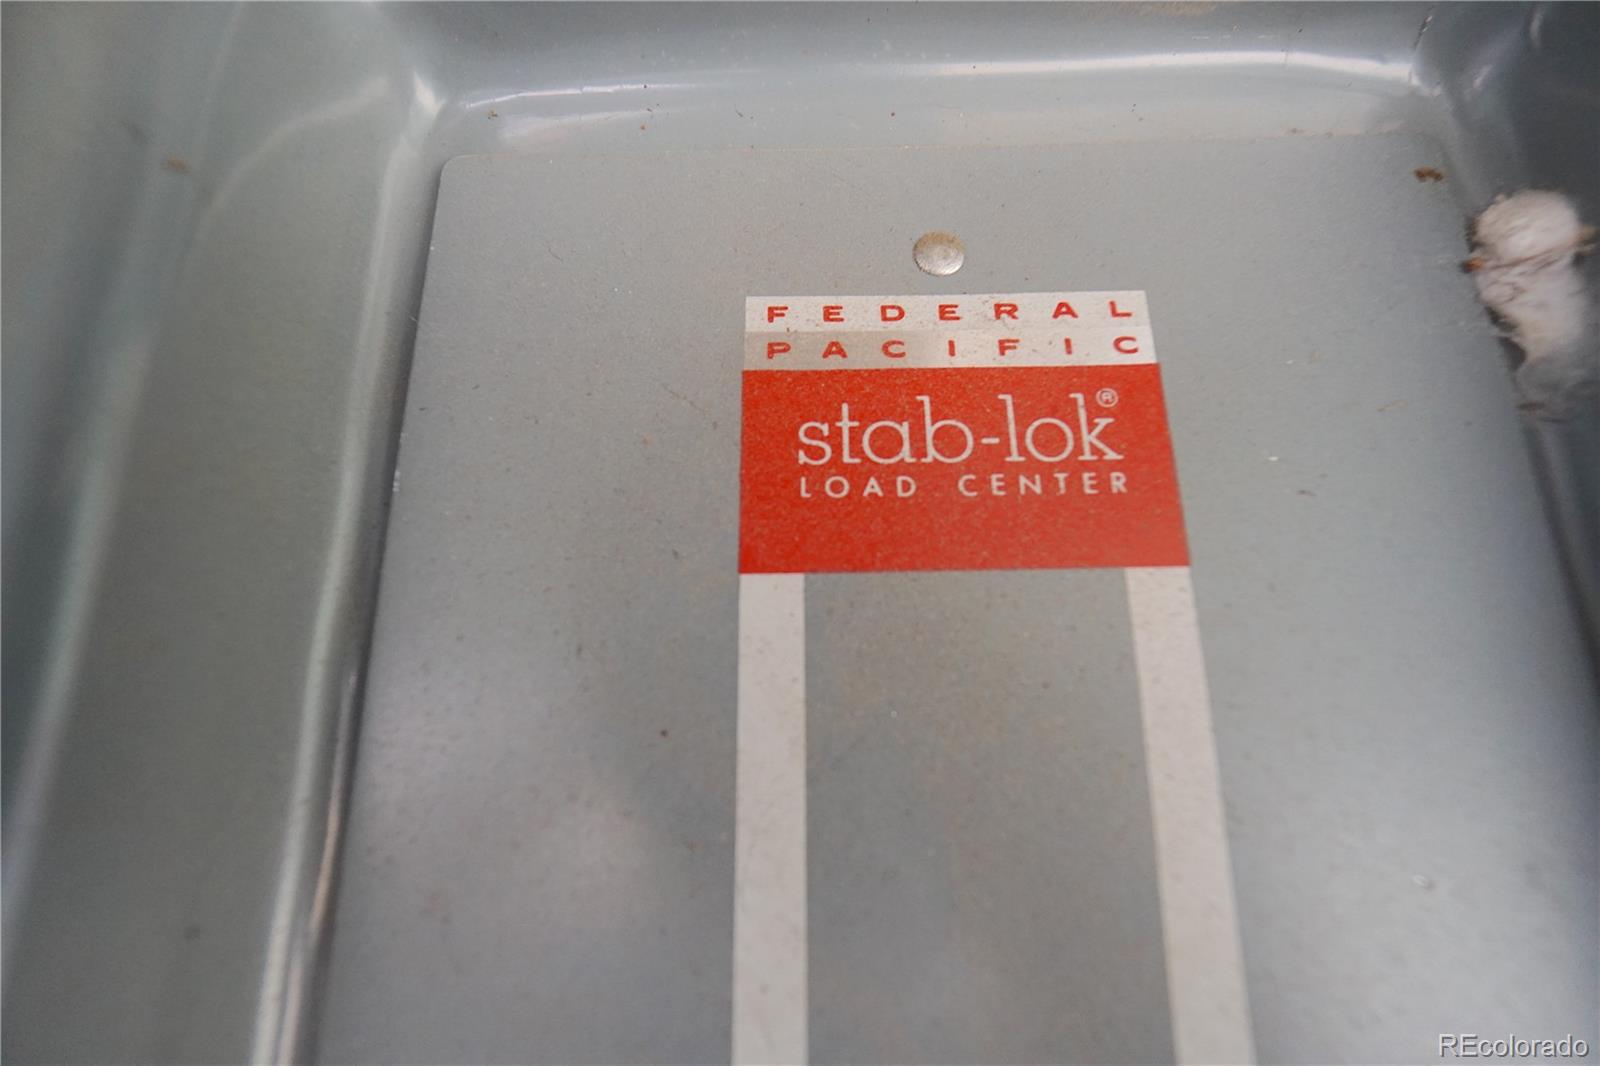 FEDERAL
PACIFIC
stab-lok®
LOAD CENTER
REcolorado